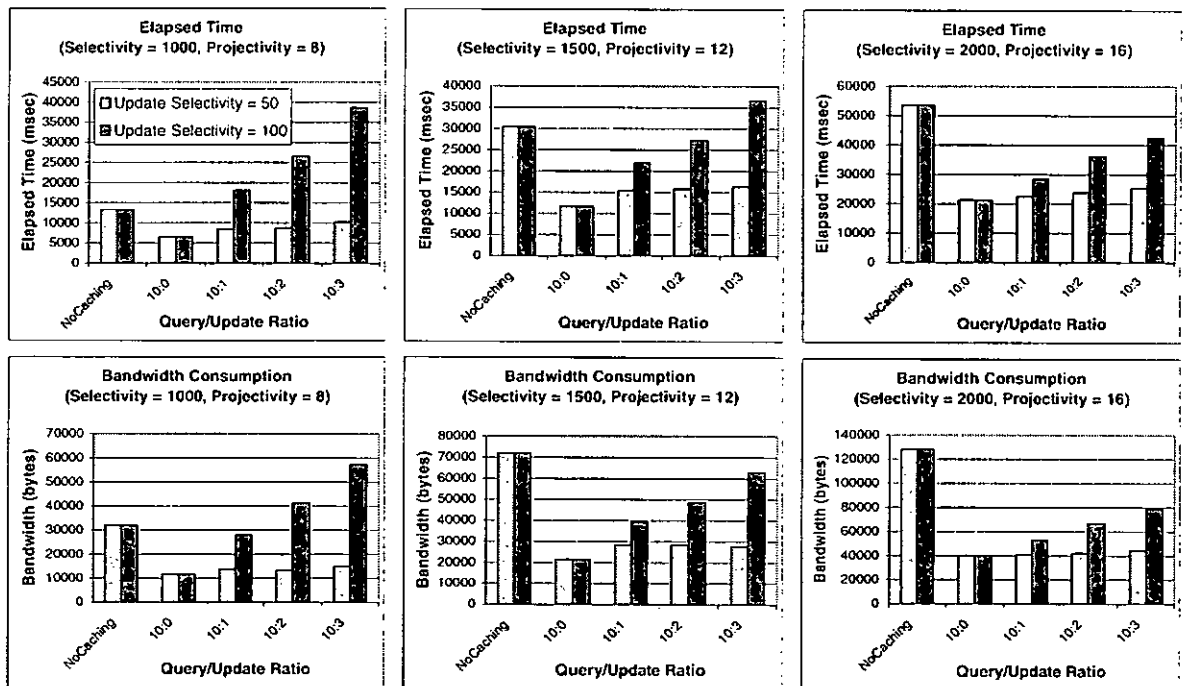 Elapsed Time
(Selectivity = 1000, Projectivity = 8)
Elapsed Time (msec)
45000
40000
35000
30000
25000
20000
15000
10000
5000
0
Update Selectivity = 50
Update Selectivity = 100
NoCaching
10:0
10:1
10:2
10:3
Query/Update Ratio
Elapsed Time
(Selectivity = 1500, Projectivity = 12)
Elapsed Time (msec)
40000
35000
30000
25000
20000
15000
10000
5000
0
NoCaching
10:0
10:1
10:2
10:3
Query/Update Ratio
Elapsed Time
(Selectivity = 2000, Projectivity = 16)
Elapsed Time (msec)
60000
50000
40000
30000
20000
10000
0
NoCaching
10:0
10:1
10:2
10:3
Query/Update Ratio
Bandwidth Consumption
(Selectivity = 1000, Projectivity = 8)
Bandwidth (bytes)
70000
60000
50000
40000
30000
20000
10000
0
NoCaching
10:0
10:1
10:2
10:3
Query/Update Ratio
Bandwidth Consumption
(Selectivity = 1500, Projectivity = 12)
Bandwidth (bytes)
80000
70000
60000
50000
40000
30000
20000
10000
0
NoCaching
10:0
10:1
10:2
10:3
Query/Update Ratio
Bandwidth Consumption
(Selectivity = 2000, Projectivity = 16)
Bandwidth (bytes)
140000
120000
100000
80000
60000
40000
20000
0
NoCaching
10:0
10:1
10:2
10:3
Query/Update Ratio